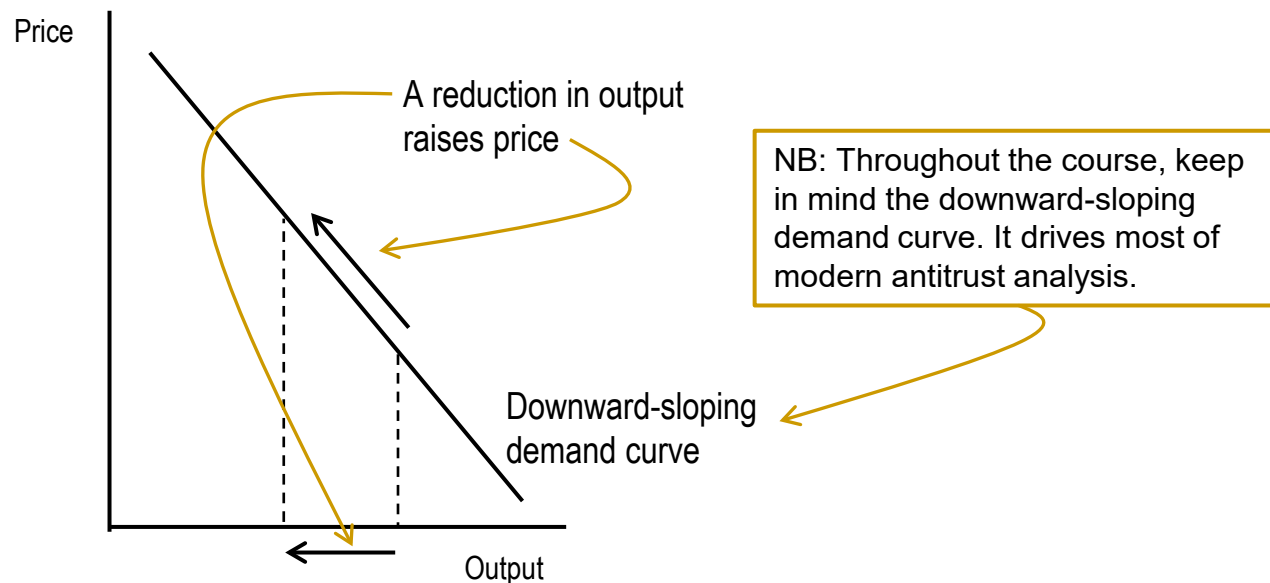 Price
A reduction in output
raises price
NB: Throughout the course, keep
in mind the downward-sloping
demand curve. It drives most of
modern antitrust analysis.
Downward-sloping
demand curve
Output